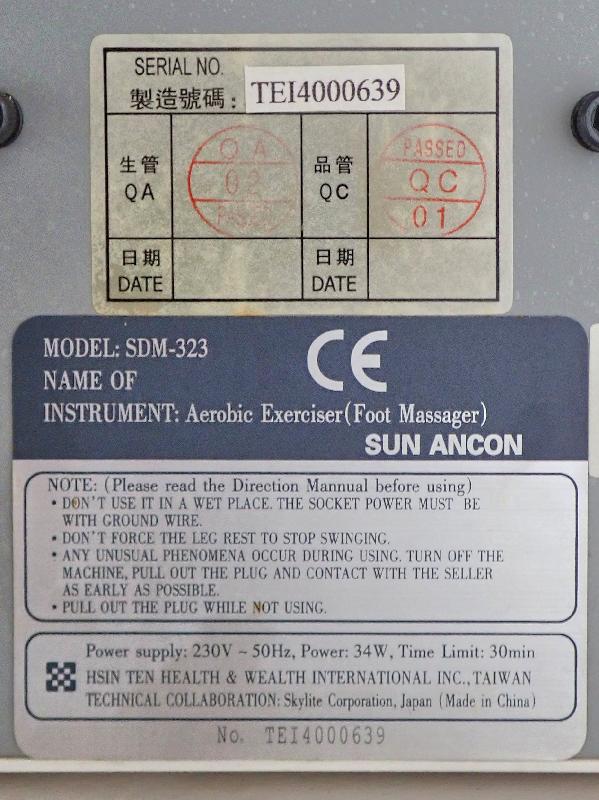 SERIAL NO.
製造號碼： TEI4000639
生管
QA
QA
02
PASSED
品管
QC
PASSED
QC
01
日期
DATE
日期
DATE
MODEL: SDM-323
NAME OF
INSTRUMENT: Aerobic Exerciser(Foot Massager)
CE
SUN ANCON
NOTE: (Please read the Direction Mannual before using)
• DON'T USE IT IN A WET PLACE. THE SOCKET POWER MUST BE
WITH GROUND WIRE.
• DON'T FORCE THE LEG REST TO STOP SWINGING.
• ANY UNUSUAL PHENOMENA OCCUR DURING USING. TURN OFF THE
MACHINE, PULL OUT THE PLUG AND CONTACT WITH THE SELLER
AS EARLY AS POSSIBLE.
• PULL OUT THE PLUG WHILE NOT USING.
Power supply: 230V ~ 50Hz, Power: 34W, Time Limit: 30min
HSIN TEN HEALTH & WEALTH INTERNATIONAL INC., TAIWAN
TECHNICAL COLLABORATION: Skylite Corporation, Japan (Made in China)
No. TEI4000639